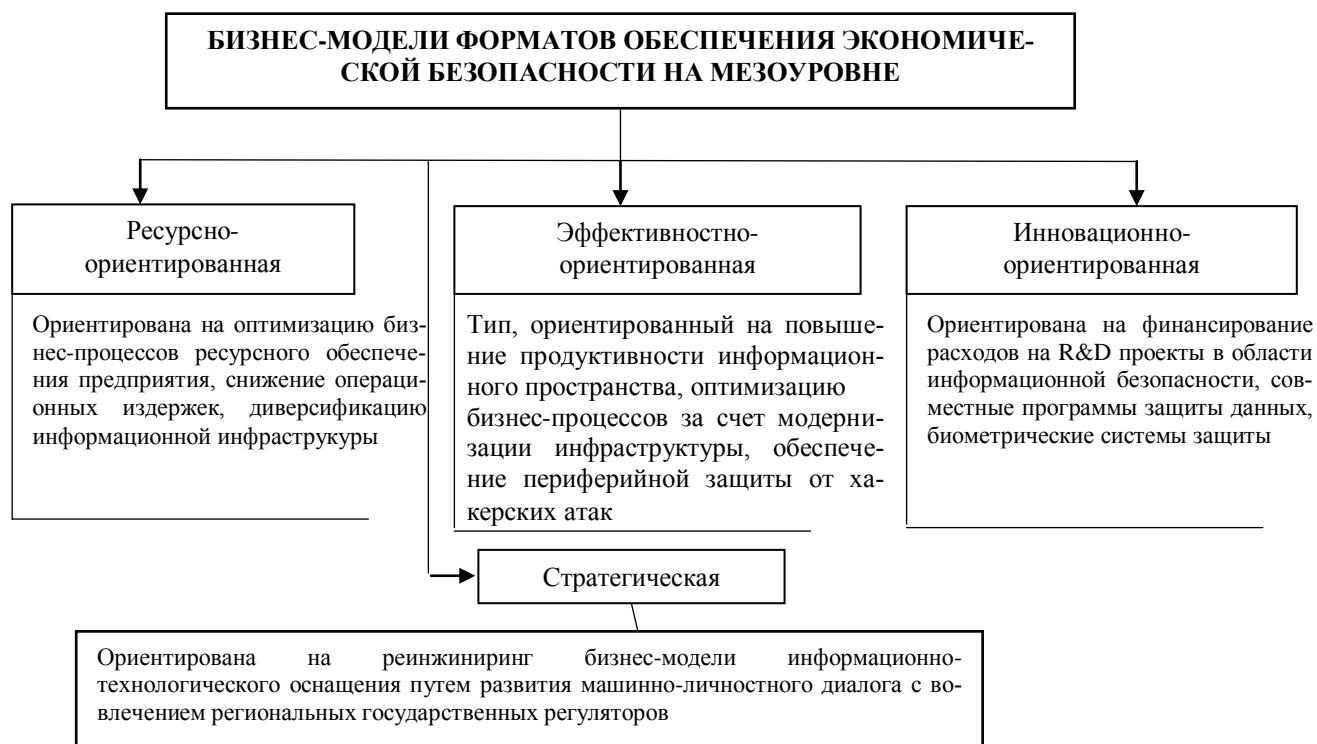 БИЗНЕС-МОДЕЛИ ФОРМАТОВ ОБЕСПЕЧЕНИЯ ЭКОНОМИЧЕ-
СКОЙ БЕЗОПАСНОСТИ НА МЕЗОУРОВНЕ
Ресурсно-
ориентированная
Ориентирована на оптимизацию биз-
нес-процессов ресурсного обеспече-
ния предприятия, снижение операци-
онных издержек, диверсификацию
информационной инфраструкуры
Эффективностно-
ориентированная
Тип, ориентированный на повыше-
ние продуктивности информацион-
ного пространства, оптимизацию
бизнес-процессов за счет модерни-
зации инфраструктуры, обеспече-
ние периферийной защиты от ха-
керских атак
Инновационно-
ориентированная
Ориентирована на финансирование
расходов на R&D проекты в области
информационной безопасности, сов-
местные программы защиты данных,
биометрические системы защиты
Стратегическая
Ориентирована на реинжиниринг бизнес-модели информационно-
технологического оснащения путем развития машинно-личностного диалога с во-
влечением региональных государственных регуляторов